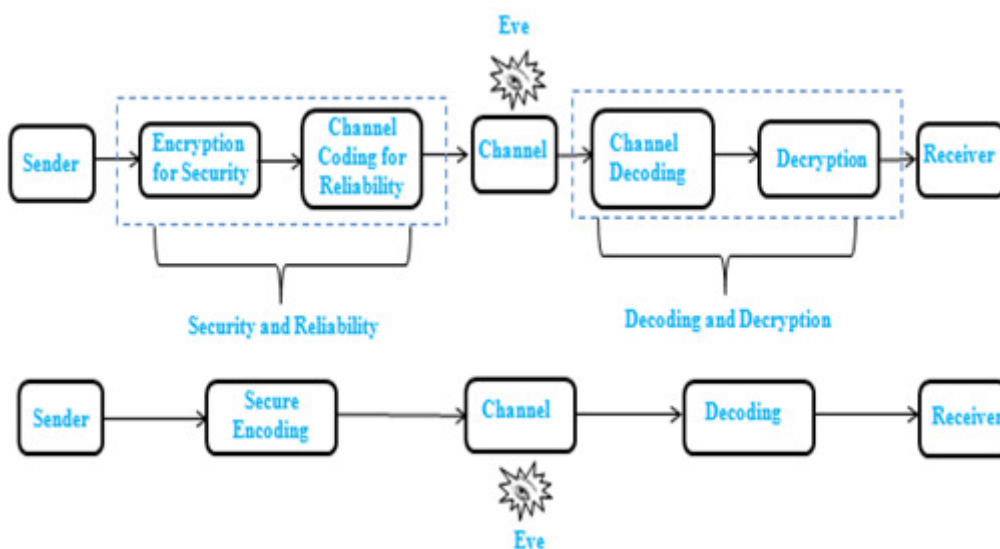 Eve
Sender
Encryption
for Security
Channel
Coding for
Reliability
Channel
Channel
Decoding
Decryption
Receiver
Security and Reliability
Decoding and Decryption
Sender
Secure
Encoding
Channel
Decoding
Receiver
Eve